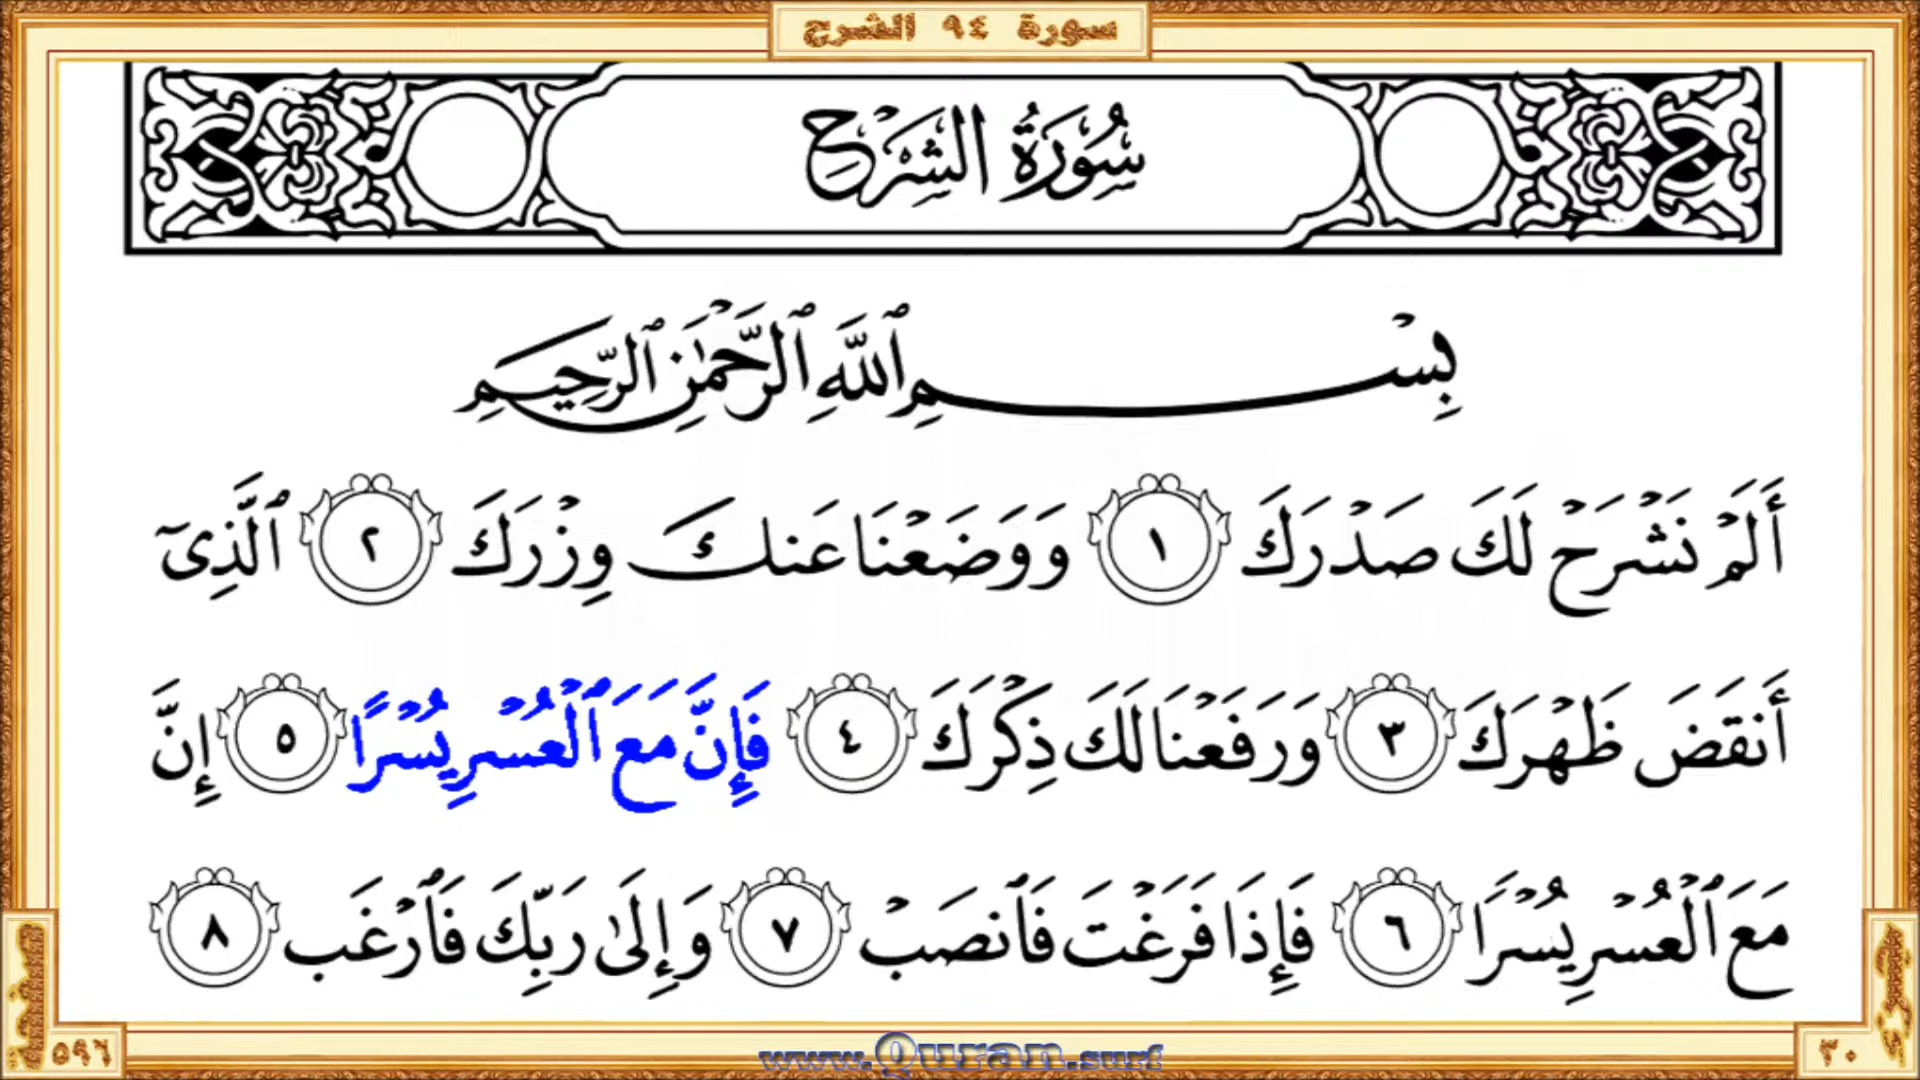 سورة ٩٤ الشرح
سُورَةُ الشَّرْحِ
بِسْمِ ٱللَّهِ ٱلرَّحْمَٰنِ ٱلرَّحِيمِ
أَلَمْ نَشْرَحْ لَكَ صَدْرَكَ ١ وَوَضَعْنَا عَنكَ وِزْرَكَ ٢ ٱلَّذِىٓ
أَنقَضَ ظَهْرَكَ ٣ وَرَفَعْنَا لَكَ ذِكْرَكَ ٤ فَإِنَّ مَعَ ٱلْعُسْرِ يُسْرًا ٥ إِنَّ
مَعَ ٱلْعُسْرِ يُسْرًا ٦ فَإِذَا فَرَغْتَ فَٱنصَبْ ٧ وَإِلَىٰ رَبِّكَ فَٱرْغَب ٨
صفحة ٥٩٦
www.Quran.surf
٣٠